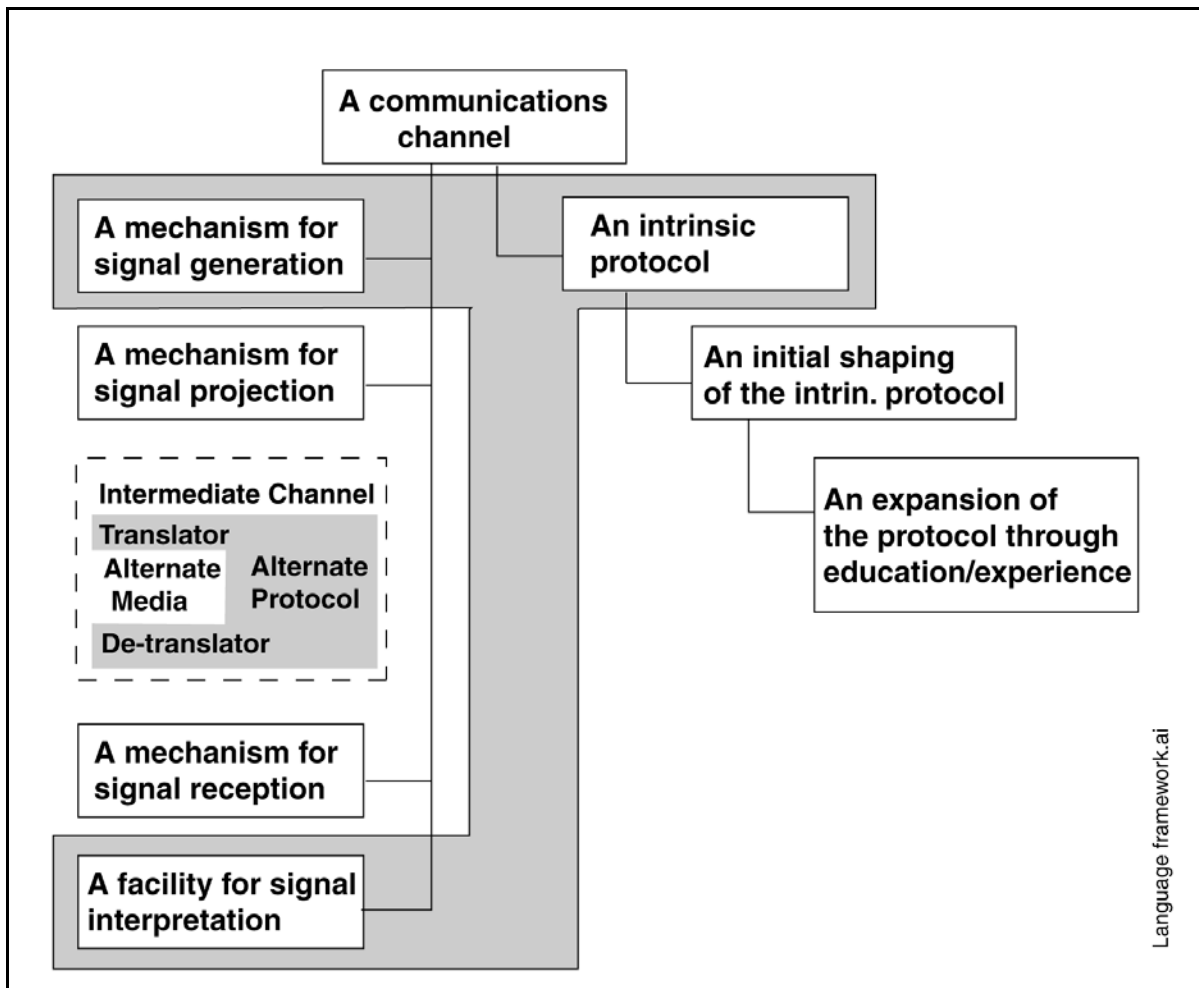 A communications
channel
A mechanism for
signal generation
An intrinsic
protocol
A mechanism for
signal projection
An initial shaping
of the intrin. protocol
Intermediate Channel
Translator
Alternate
Media
Alternate
Protocol
De-translator
An expansion of
the protocol through
education/experience
A mechanism for
signal reception
A facility for signal
interpretation
Language framework.ai